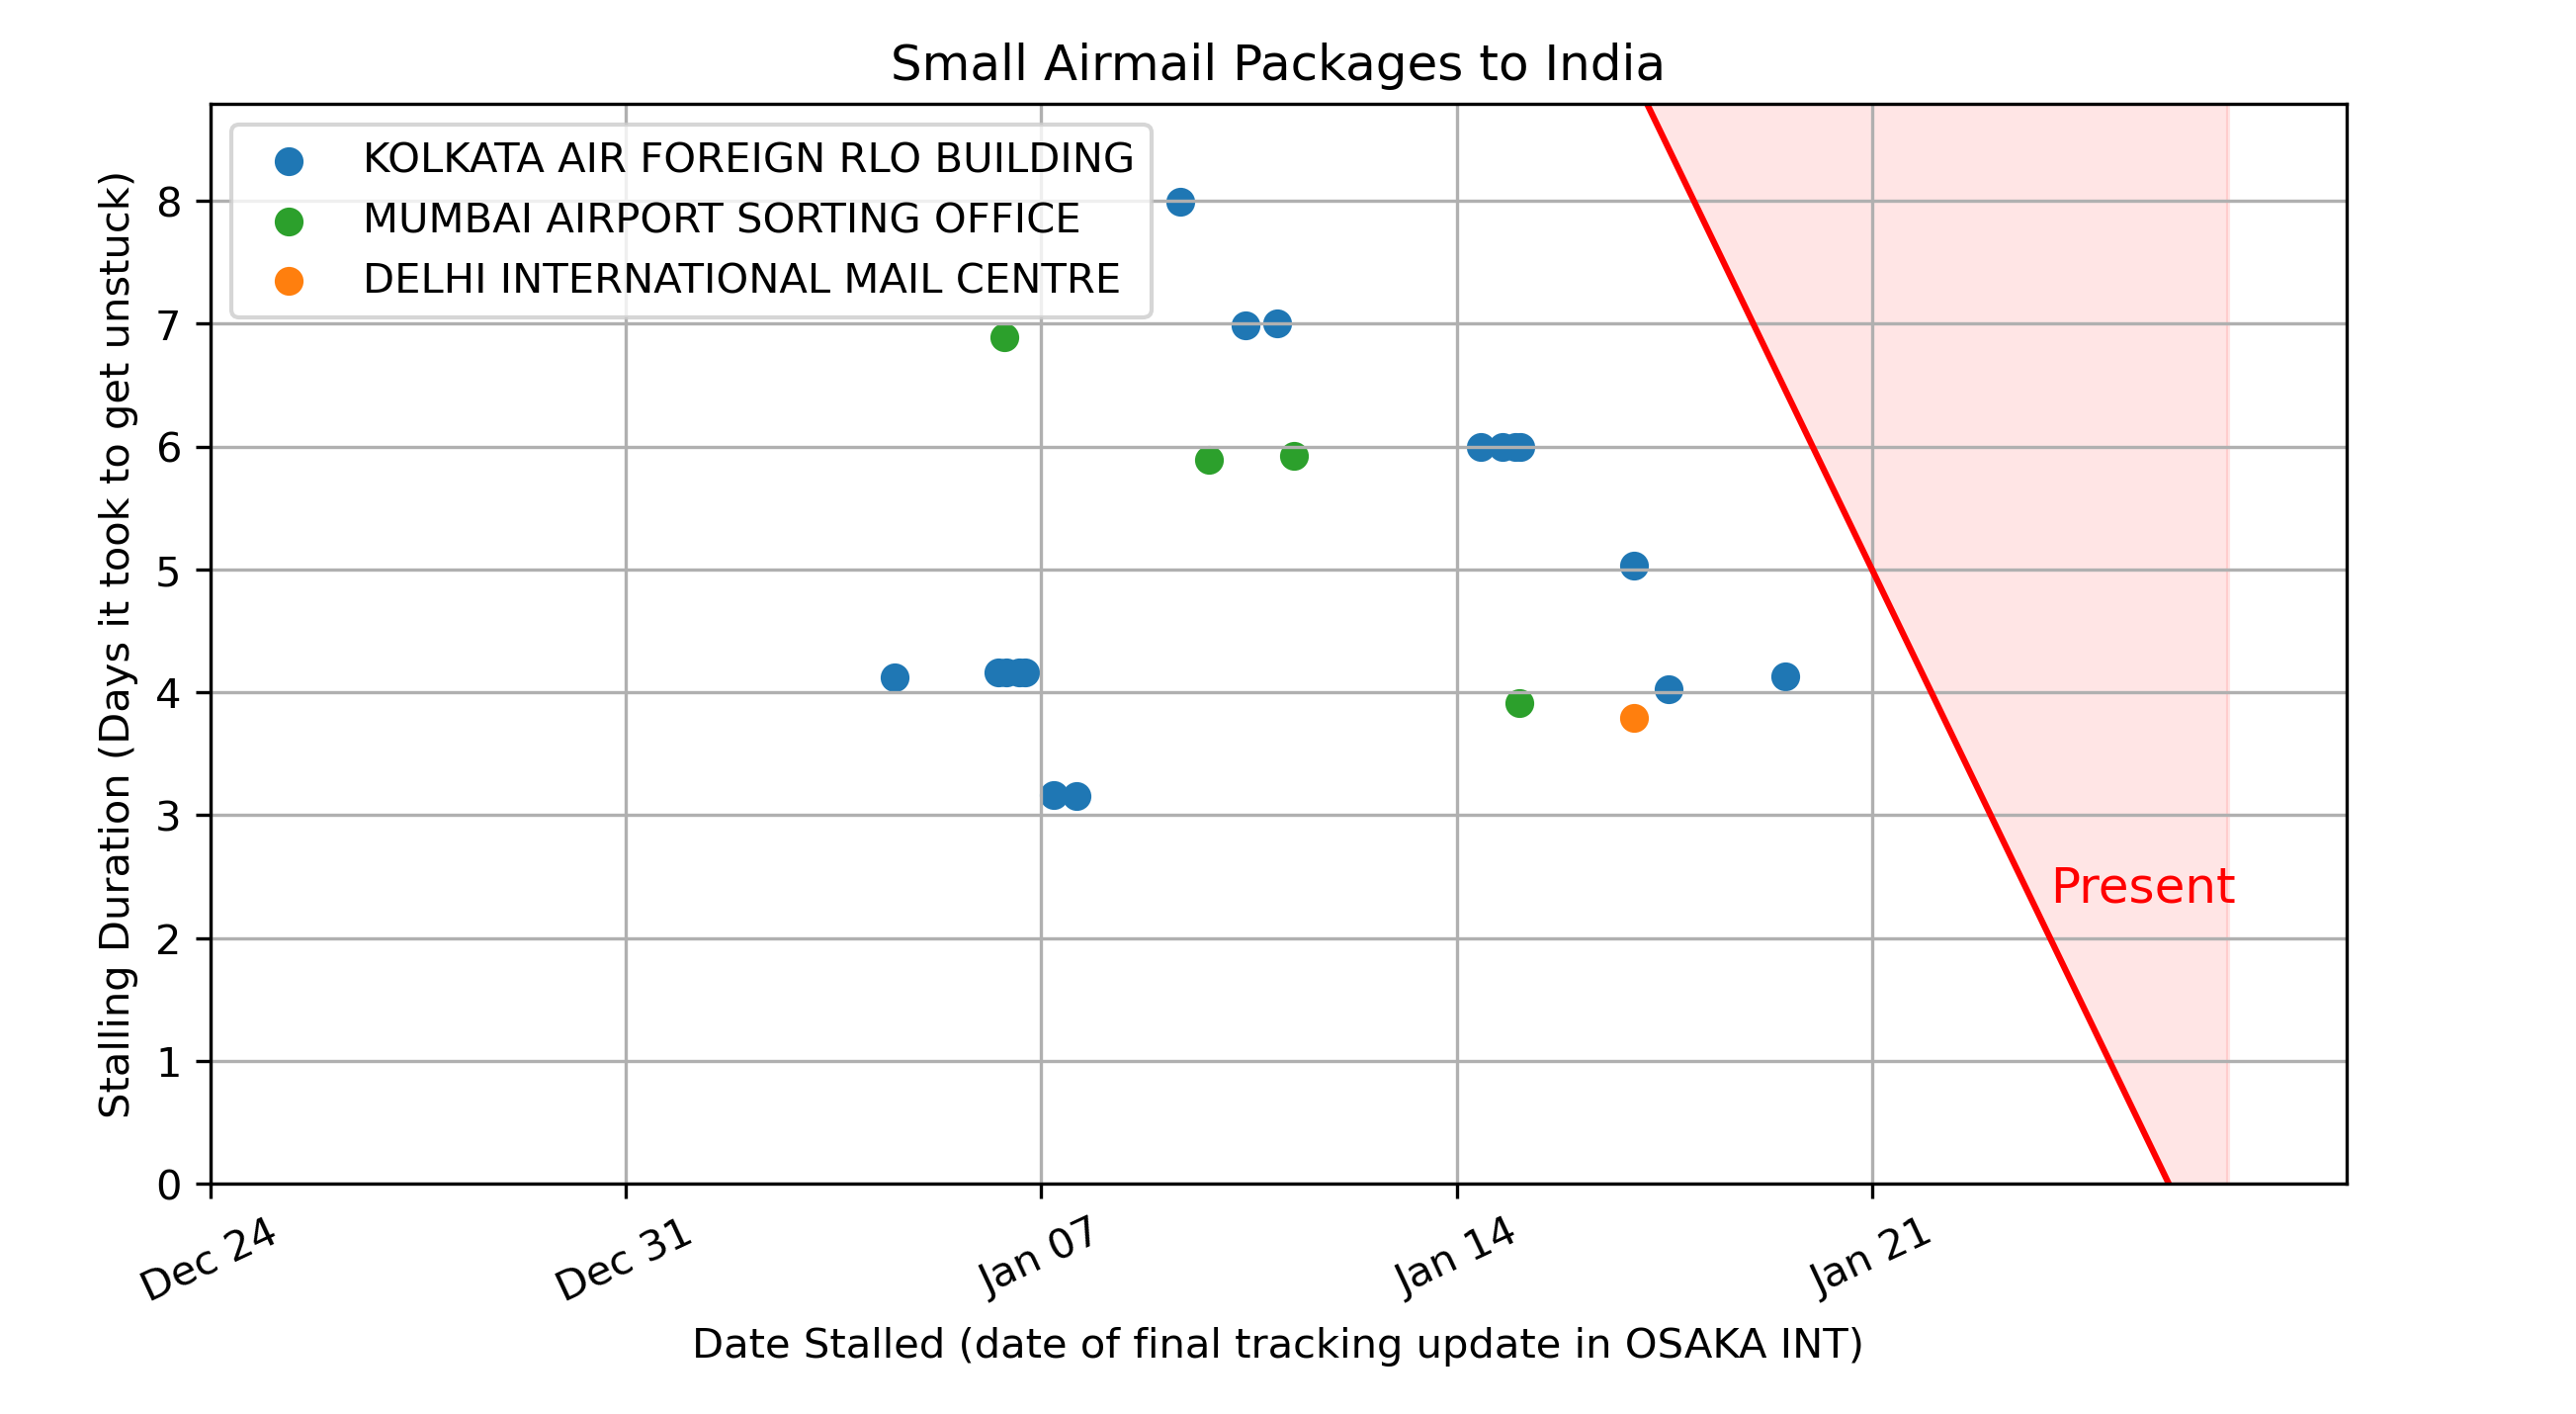 Small Airmail Packages to India
KOLKATA AIR FOREIGN RLO BUILDING
MUMBAI AIRPORT SORTING OFFICE
DELHI INTERNATIONAL MAIL CENTRE
Stalling Duration (Days it took to get unstuck)
8
7
6
5
4
3
2
1
0
Present
Dec 24
Dec 31
Jan 07
Jan 14
Jan 21
Date Stalled (date of final tracking update in OSAKA INT)